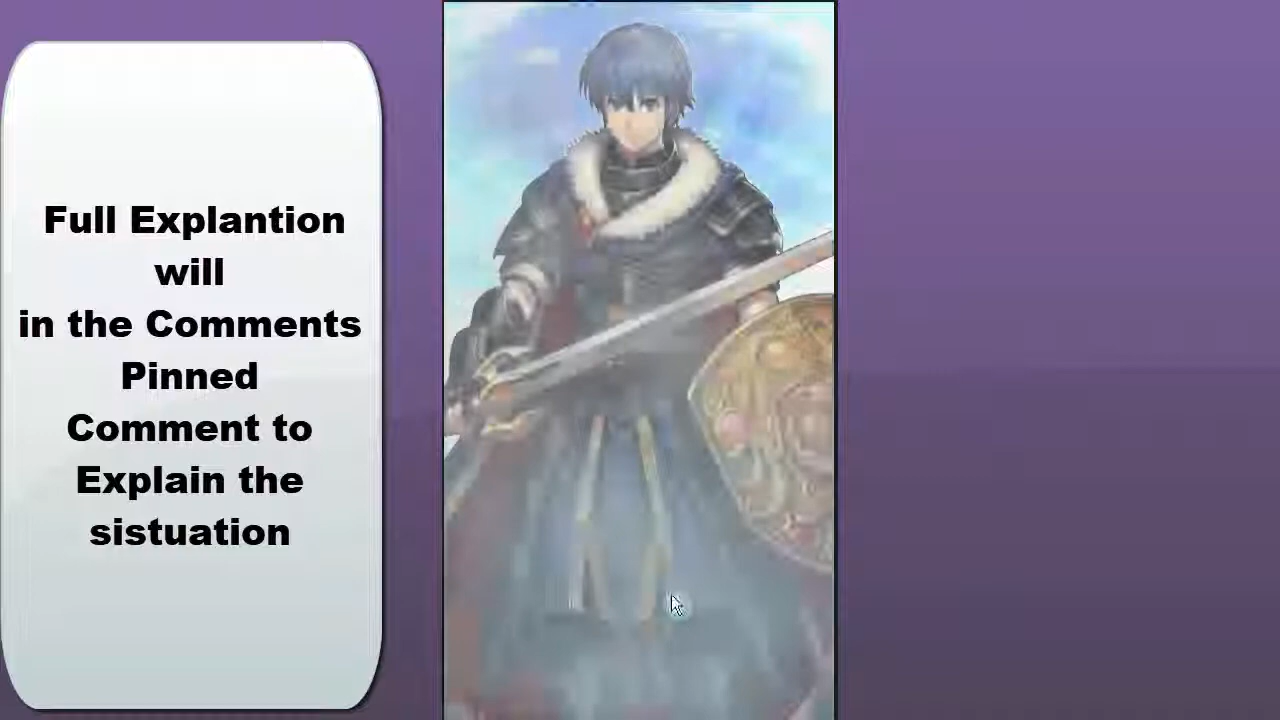 Full Explantion
will
in the Comments
Pinned
Comment to
Explain the
sistuation